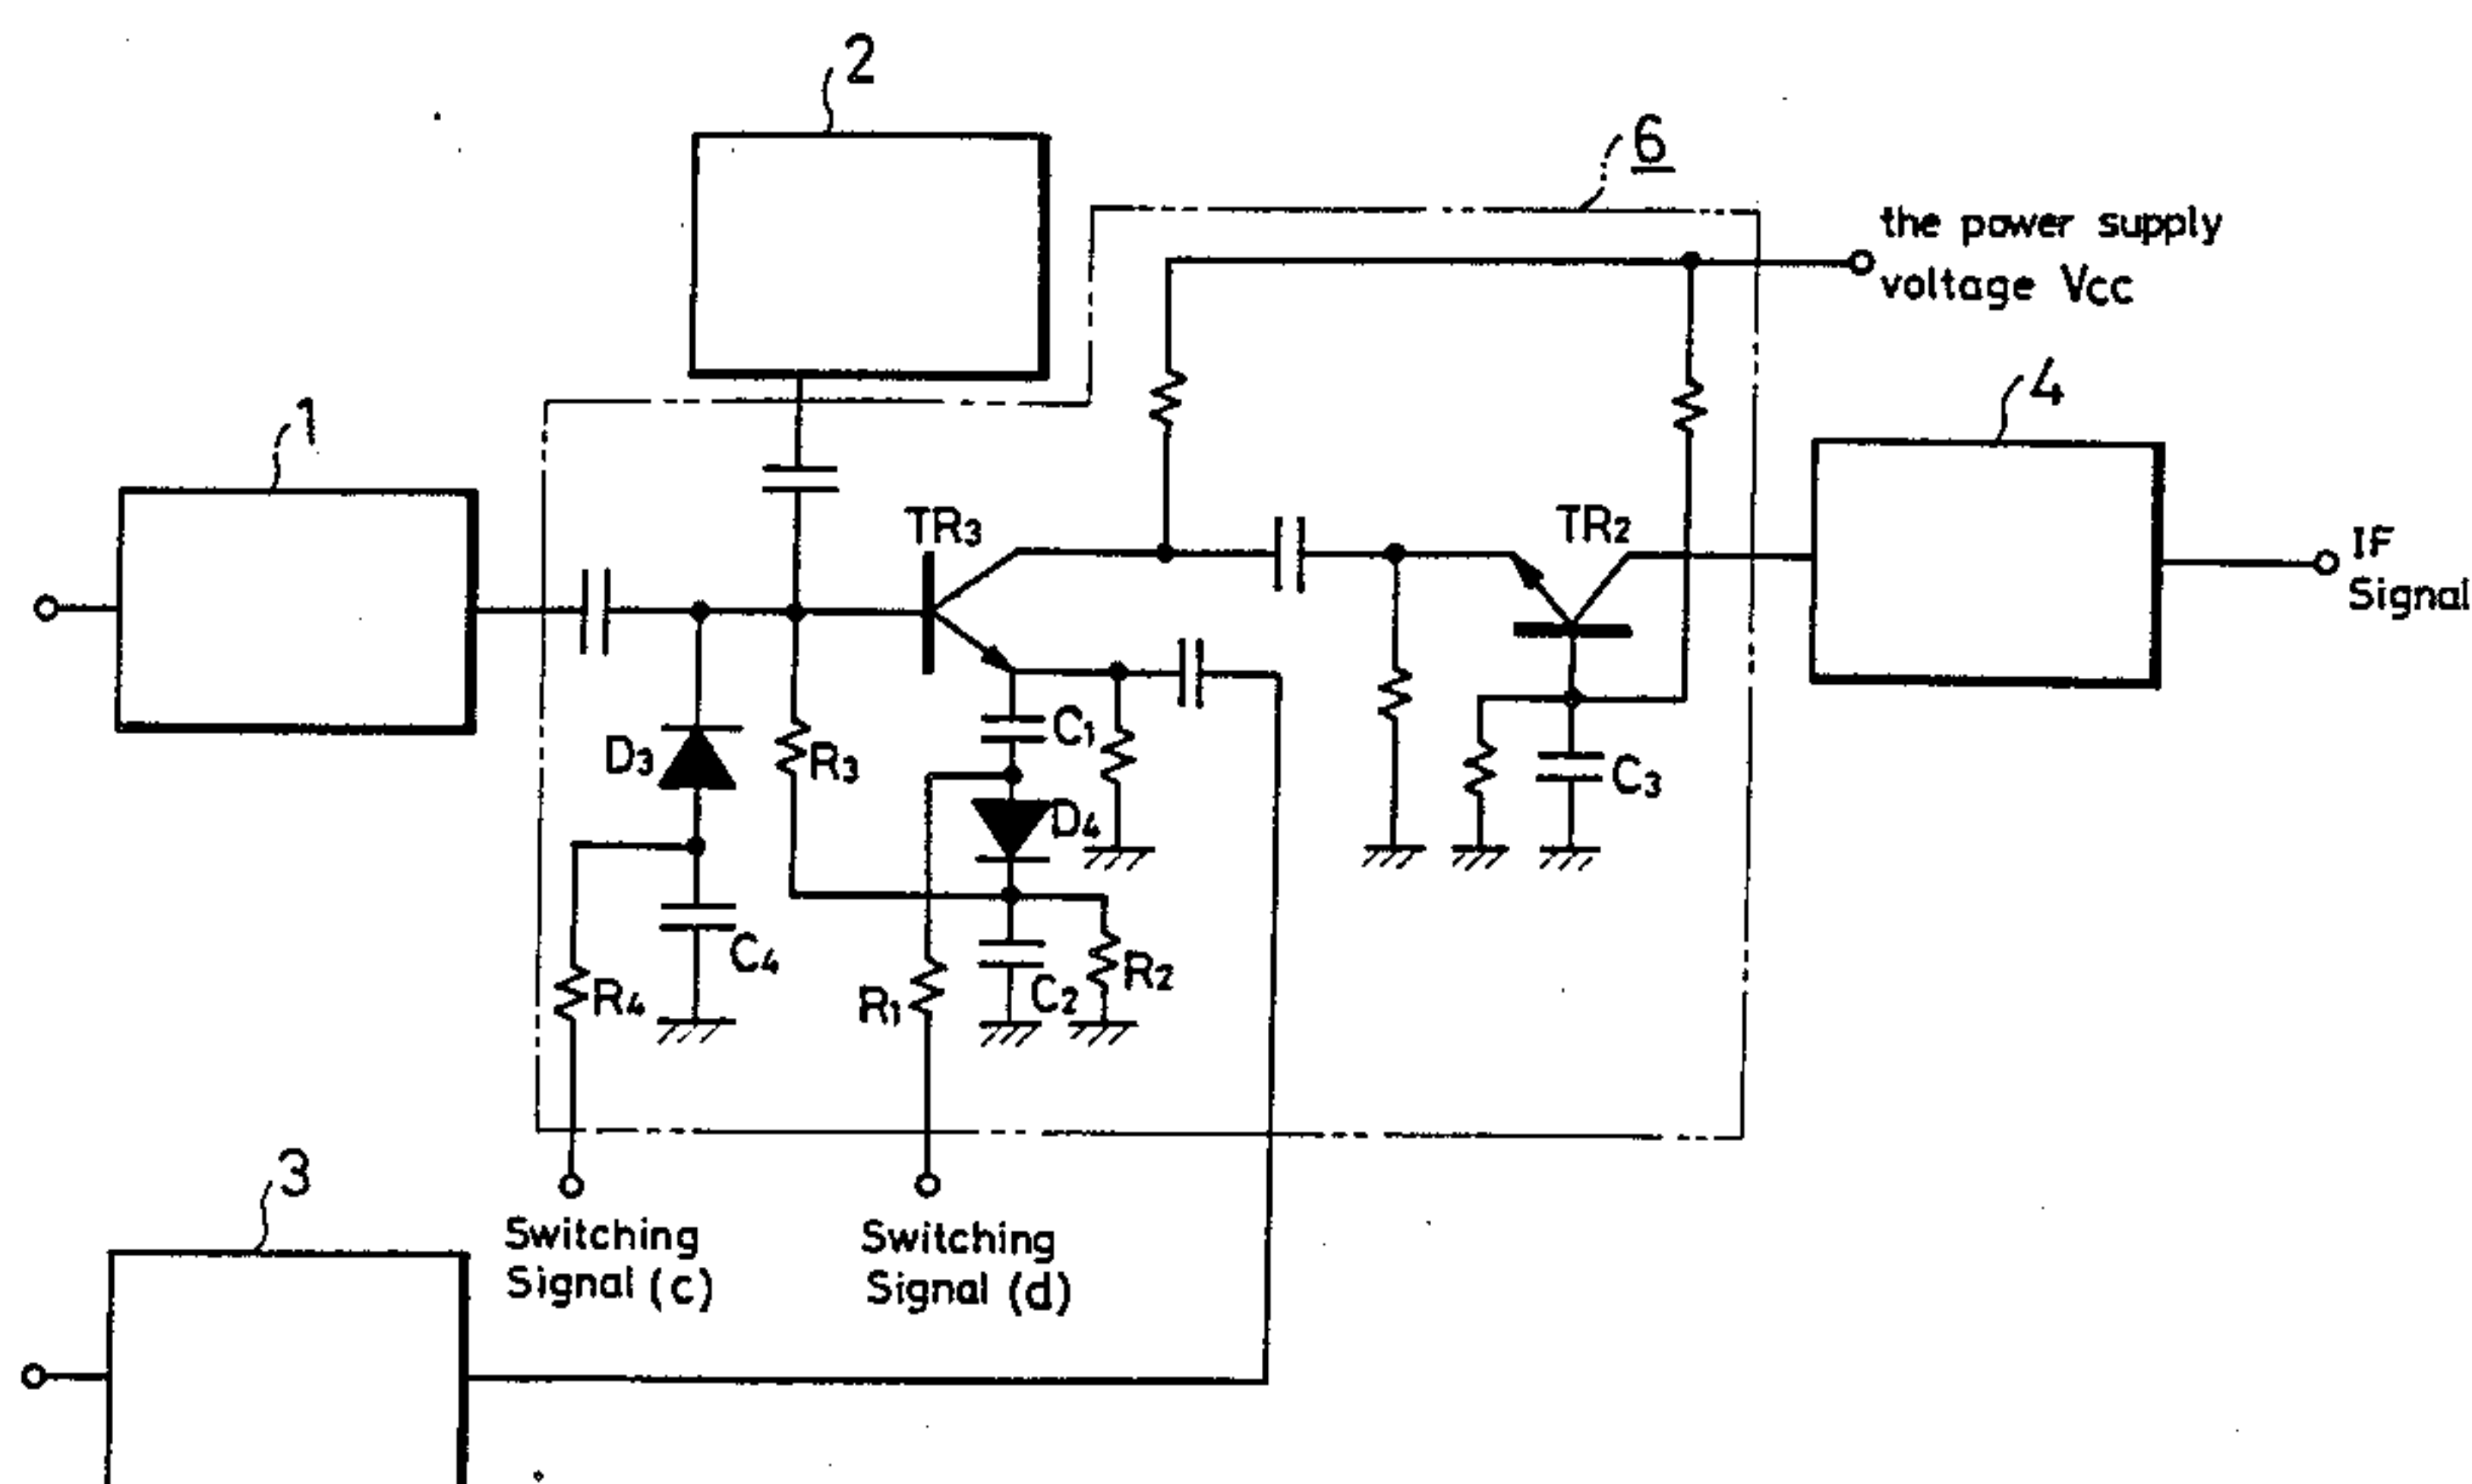 2
6
the power supply
voltage Vcc
1
4
TR3
TR2
IF
Signal
D3
R3
C1
D4
C3
C4
R4
R1
C2
R2
3
Switching
Signal (c)
Switching
Signal (d)